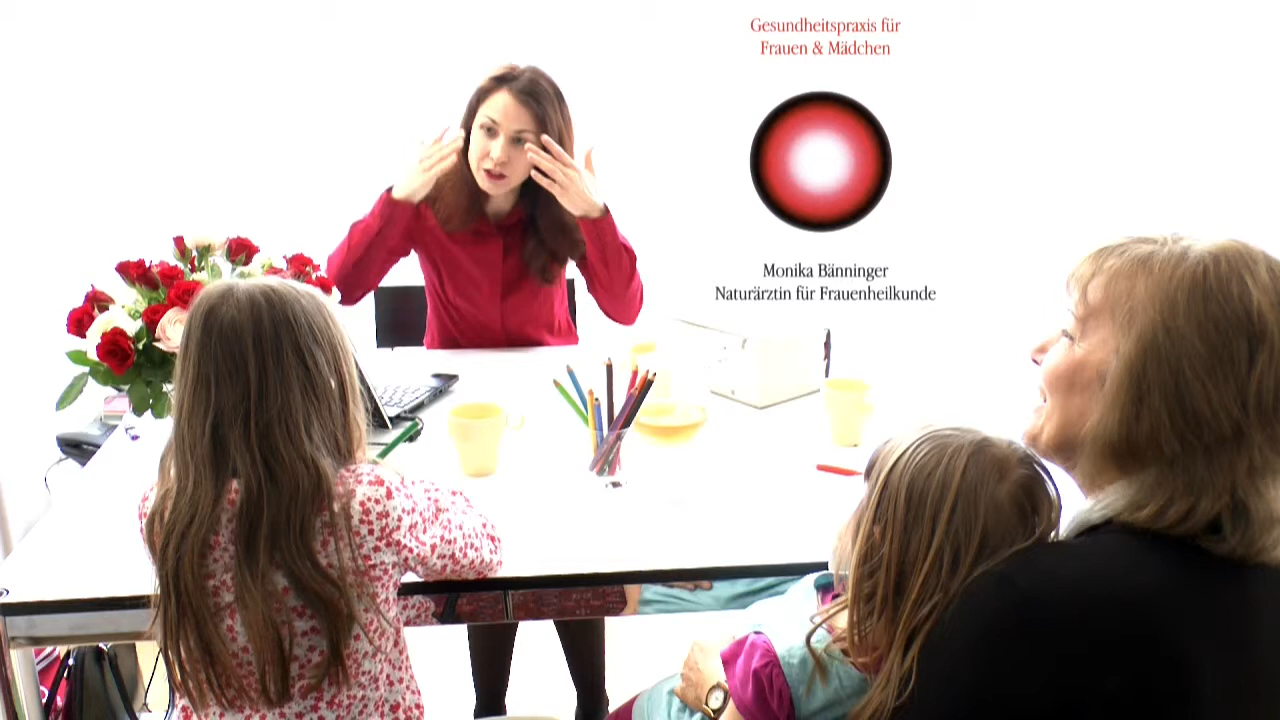 Gesundheitspraxis für
Frauen & Mädchen
Monika Bänninger
Naturärztin für Frauenheilkunde